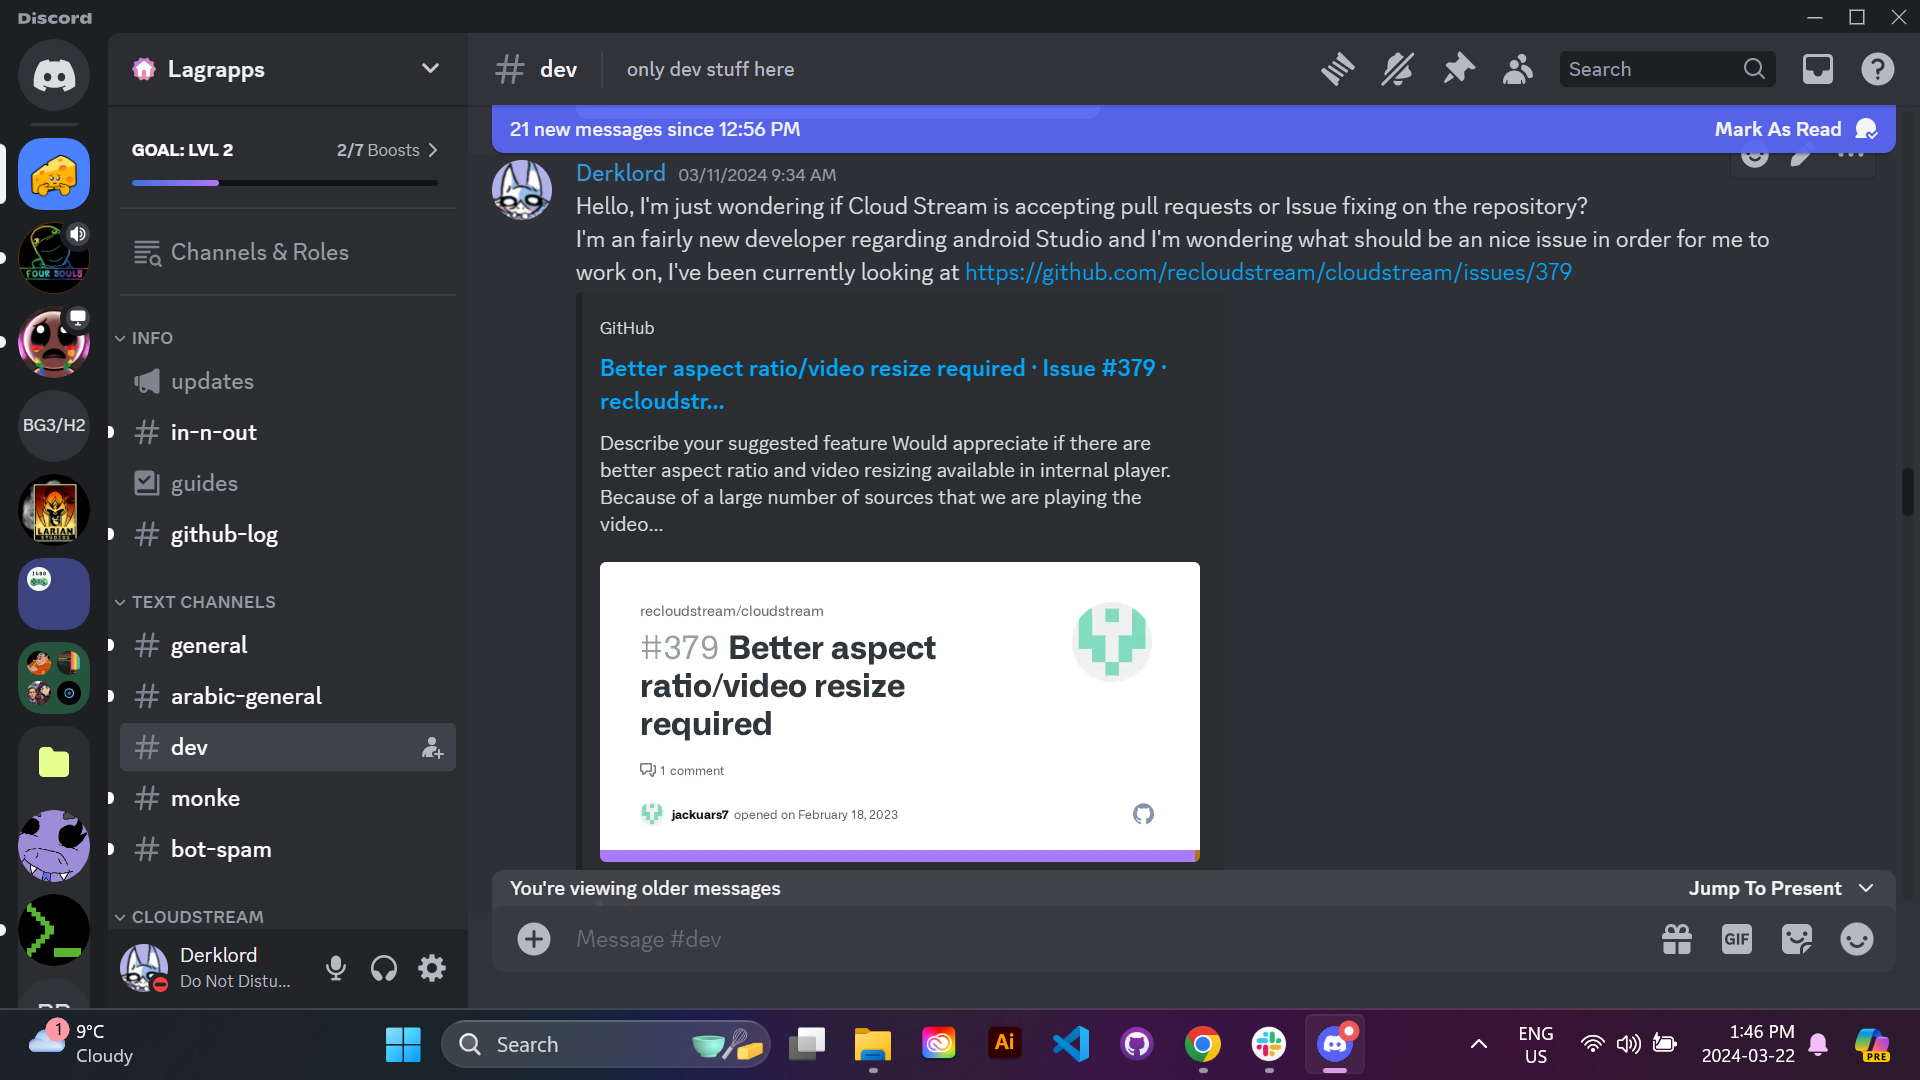 Discord
Lagrapps
GOAL: LVL 2
2/7 Boosts
Channels & Roles
INFO
updates
in-n-out
guides
github-log
TEXT CHANNELS
general
arabic-general
dev
monke
bot-spam
CLOUDSTREAM
Derklord
Do Not Distu...
FOUR SOULS
BG3/H2
LARIAN
STUDIOS
dev
only dev stuff here
Search
21 new messages since 12:56 PM
Mark As Read
Derklord 03/11/2024 9:34 AM
Hello, I'm just wondering if Cloud Stream is accepting pull requests or Issue fixing on the repository?
I'm an fairly new developer regarding android Studio and I'm wondering what should be an nice issue in order for me to
work on, I've been currently looking at https://github.com/recloudstream/cloudstream/issues/379
GitHub
Better aspect ratio/video resize required · Issue #379 ·
recloudstr...
Describe your suggested feature Would appreciate if there are
better aspect ratio and video resizing available in internal player.
Because of a large number of sources that we are playing the
video...
recloudstream/cloudstream
#379 Better aspect
ratio/video resize
required
1 comment
jackuars7 opened on February 18, 2023
You're viewing older messages
Jump To Present
Message #dev
GIF
1
9°C
Cloudy
Search
Ai
ENG
US
1:46 PM
2024-03-22
PRE